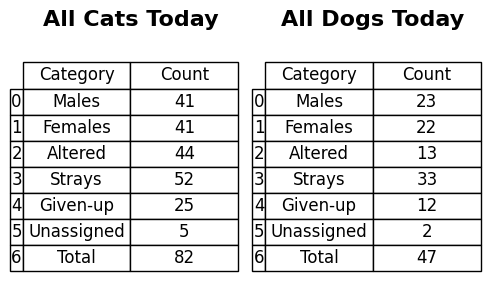 All Cats Today
Category Count
0 Males 41
1 Females 41
2 Altered 44
3 Strays 52
4 Given-up 25
5 Unassigned 5
6 Total 82
All Dogs Today
Category Count
0 Males 23
1 Females 22
2 Altered 13
3 Strays 33
4 Given-up 12
5 Unassigned 2
6 Total 47